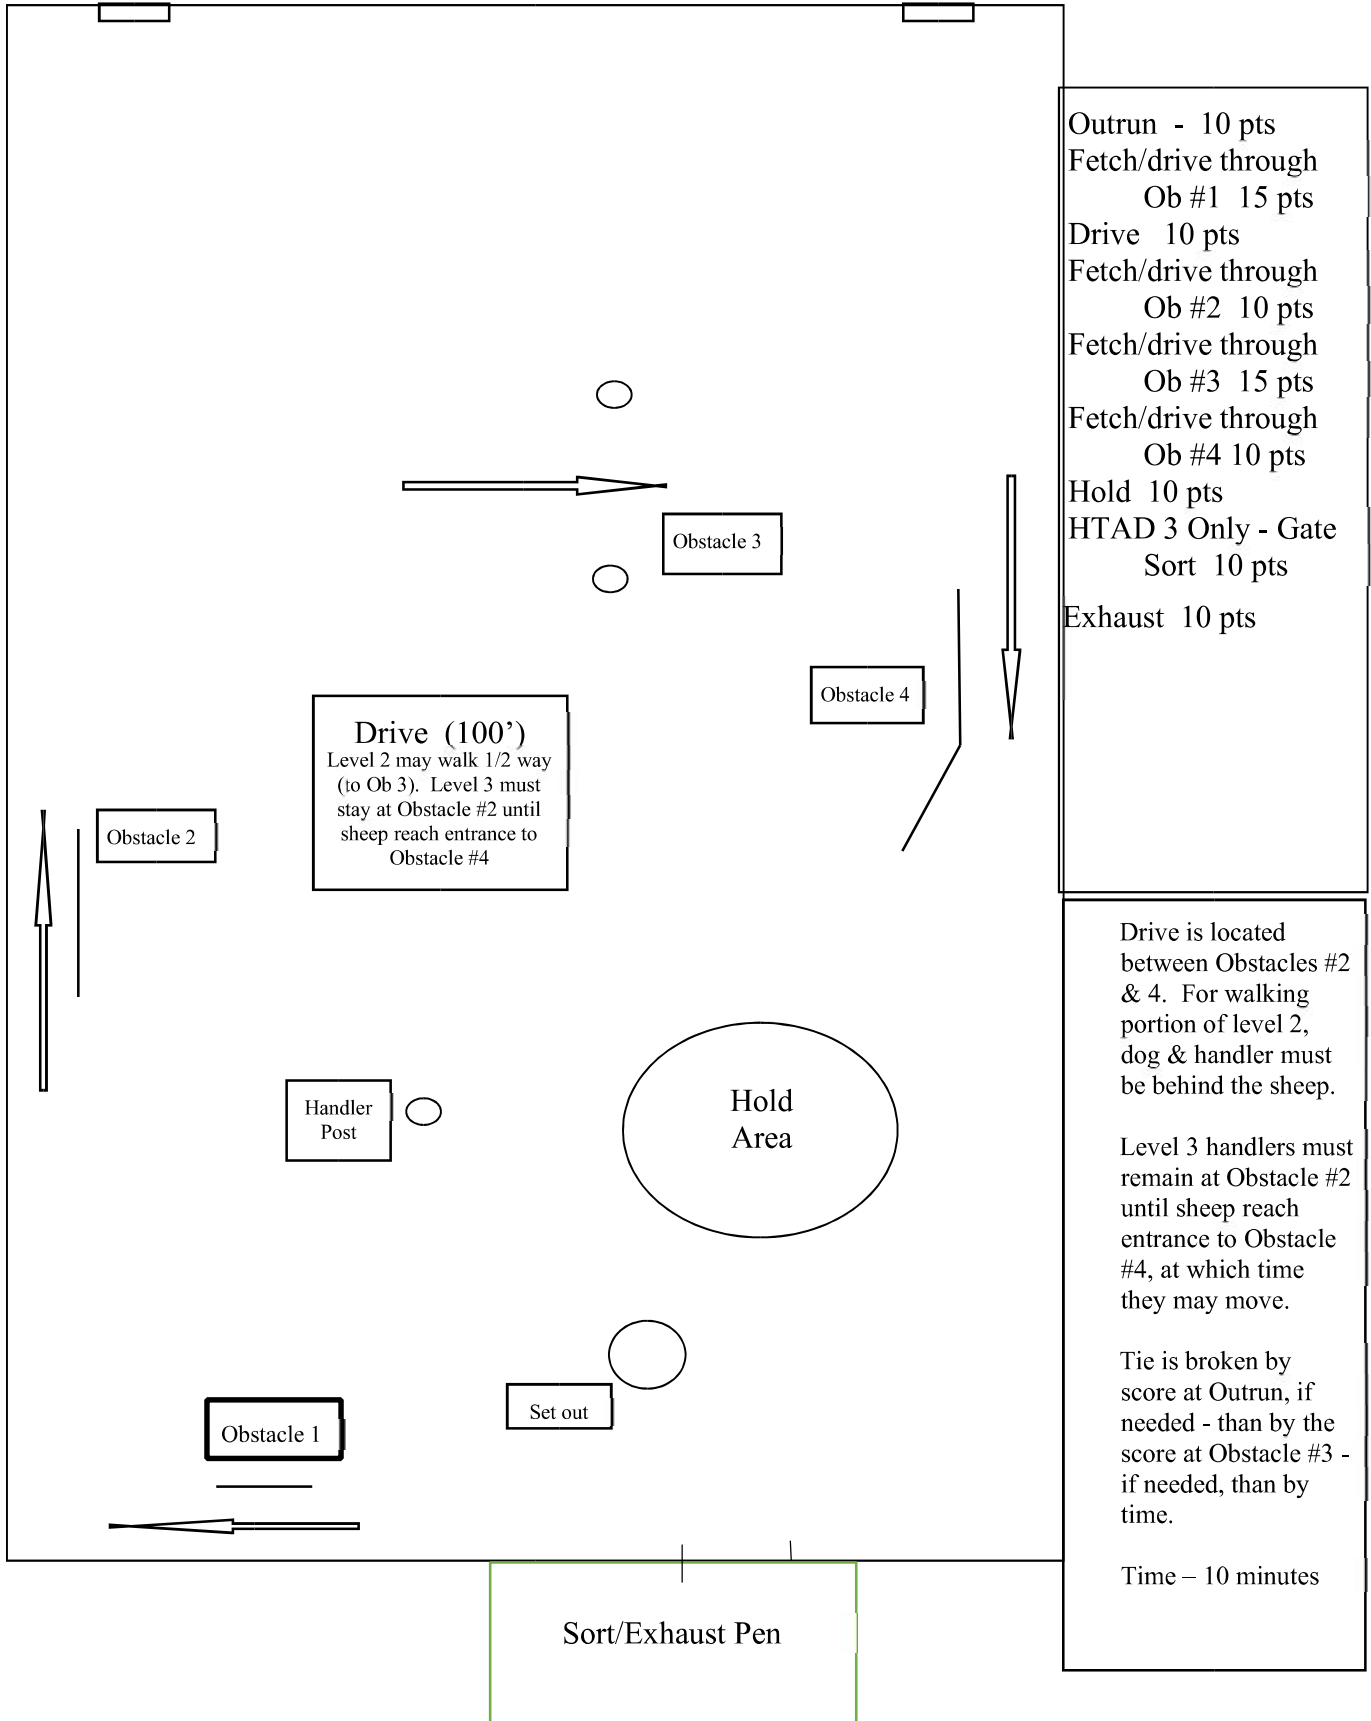 Outrun - 10 pts
Fetch/drive through
Ob #1 15 pts
Drive 10 pts
Fetch/drive through
Ob #2 10 pts
Fetch/drive through
Ob #3 15 pts
Fetch/drive through
Ob #4 10 pts
Hold 10 pts
HTAD 3 Only - Gate
Sort 10 pts
Exhaust 10 pts
Obstacle 3
Obstacle 4
Drive (100’)
Level 2 may walk 1/2 way
(to Ob 3). Level 3 must
stay at Obstacle #2 until
sheep reach entrance to
Obstacle #4
Obstacle 2
Handler
Post
Hold
Area
Set out
Obstacle 1
Sort/Exhaust Pen
Drive is located
between Obstacles #2
& 4. For walking
portion of level 2,
dog & handler must
be behind the sheep.
Level 3 handlers must
remain at Obstacle #2
until sheep reach
entrance to Obstacle
#4, at which time
they may move.
Tie is broken by
score at Outrun, if
needed - than by the
score at Obstacle #3 -
if needed, than by
time.
Time – 10 minutes